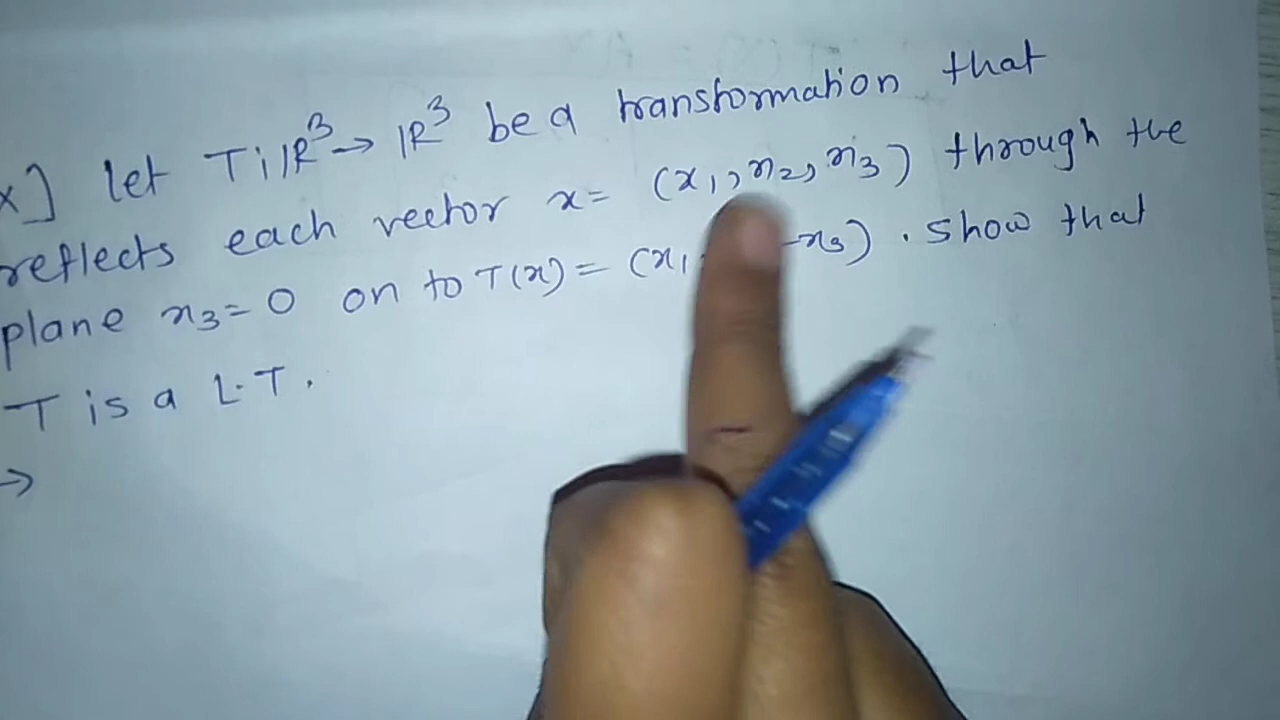 x] let T: ℝ³ → ℝ³ be a transformation that
reflects each vector x = (x₁, x₂, x₃) through the
plane x₃ = 0 on to T(x) = (x₁ -x₃). show that
T is a L.T.
→